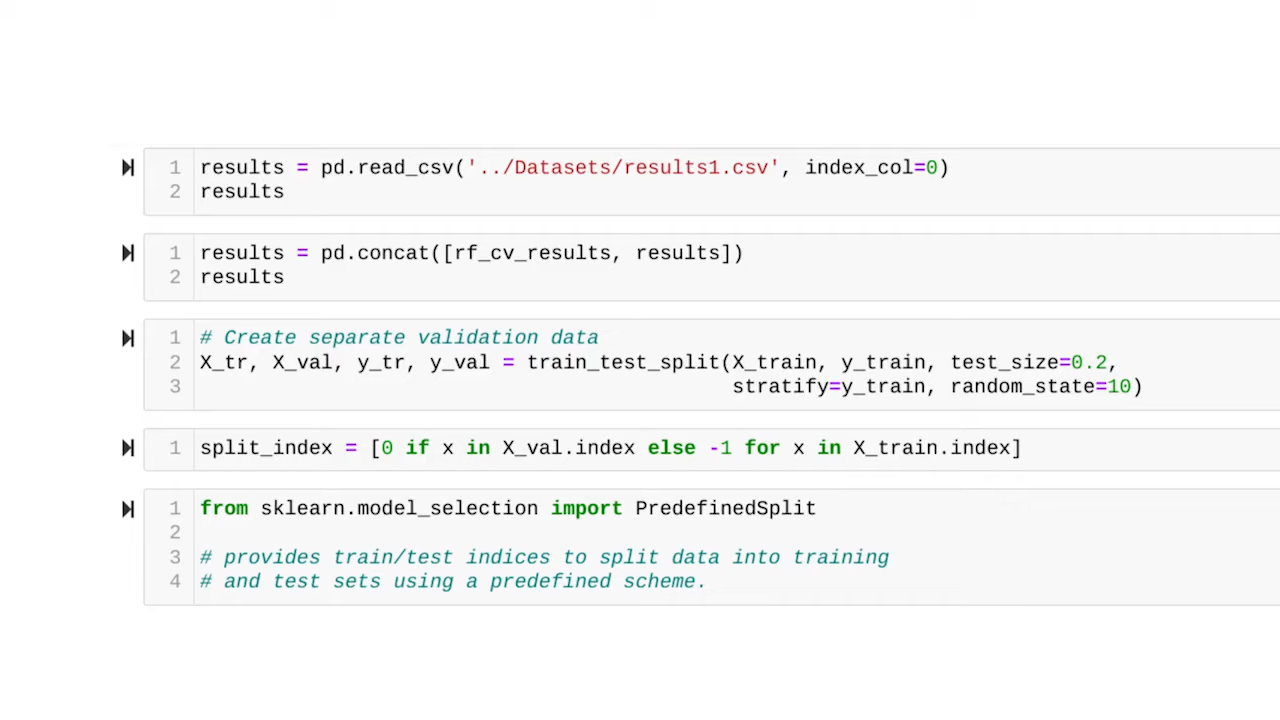 1 results = pd.read_csv('../Datasets/results1.csv', index_col=0)
2 results
1 results = pd.concat([rf_cv_results, results])
2 results
1 # Create separate validation data
2 X_tr, X_val, y_tr, y_val = train_test_split(X_train, y_train, test_size=0.2,
3 stratify=y_train, random_state=10)
1 split_index = [0 if x in X_val.index else -1 for x in X_train.index]
1 from sklearn.model_selection import PredefinedSplit
2
3 # provides train/test indices to split data into training
4 # and test sets using a predefined scheme.